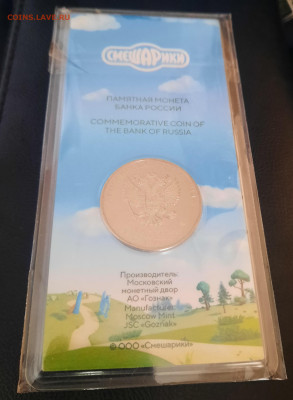 COINS.LAVE.RU
СМЕШАРИКИ
ПАМЯТНАЯ МОНЕТА
БАНКА РОССИИ
COMMEMORATIVE COIN OF
THE BANK OF RUSSIA
Производитель:
Московский
монетный двор
АО «Гознак»
Manufacturer:
Moscow Mint
JSC «Goznak»
© ООО «Смешарики»